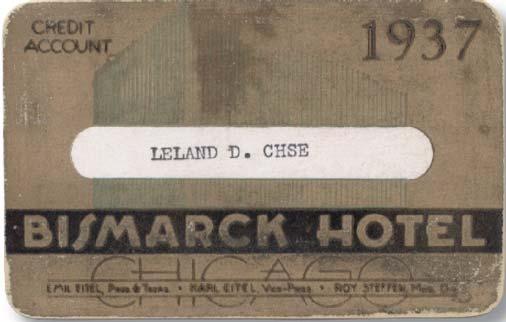 CREDIT
ACCOUNT
1937
LELAND D. CHSE
BISMARCK HOTEL
CHICAGO
EMIL EITEL, PRES & TREAS • KARL EITEL, VICE-PRES • ROY STEFFEN, MNG. DIR.